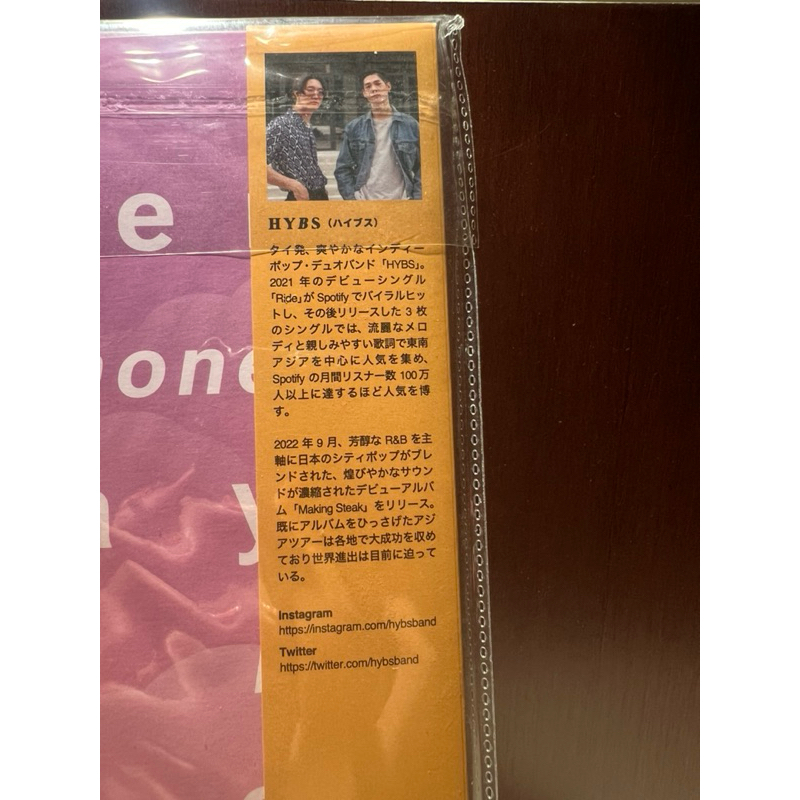 e
HYBS（ハイプス）
タイ発、爽やかなインディー
ポップ・デュオバンド「HYBS」。
2021 年のデビューシングル
「Ride」が Spotify でバイラルヒッ
トし、その後リリースした 3 枚
のシングルでは、流麗なメロ
ディと親しみやすい歌詞で東南
アジアを中心に人気を集め、
Spotify の月間リスナー数 100 万
人以上に達するほど人気を博
す。
hone
2022 年 9 月、芳醇な R&B を主
軸に日本のシティポップがブレ
ンドされた、煌びやかなサウン
ドが濃縮されたデビューアルバ
ム「Making Steak」をリリース。
既にアルバムをひっさげたアジ
アツアーは各地で大成功を収め
ており世界進出は目前に迫って
いる。
y
Instagram
https://instagram.com/hybsband
Twitter
https://twitter.com/hybsband